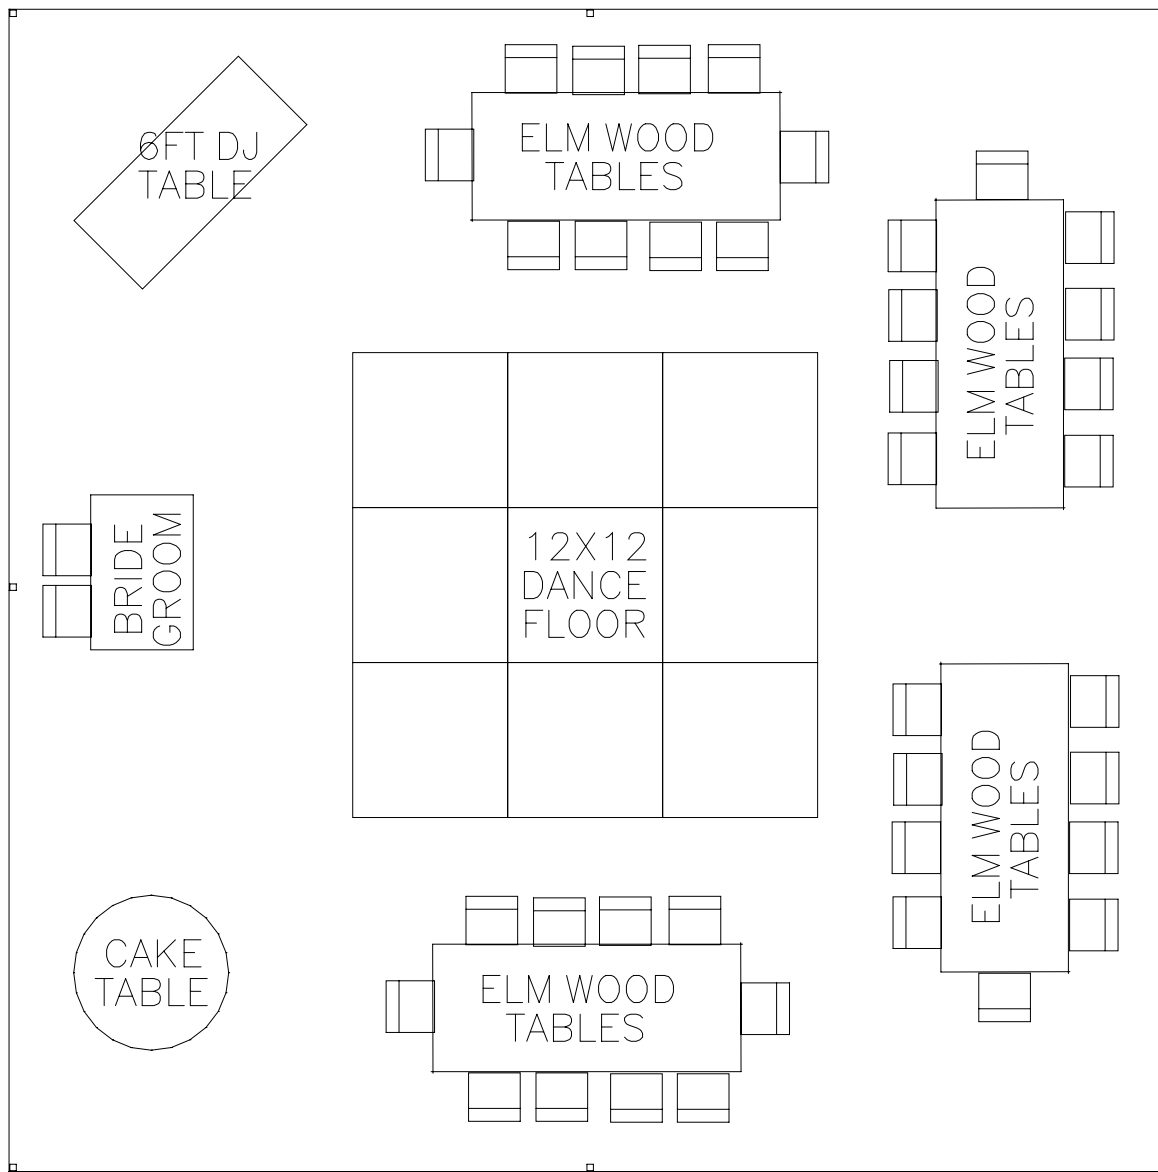 6FT DJ
TABLE
ELM WOOD
TABLES
ELM WOOD
TABLES
BRIDE
GROOM
12X12
DANCE
FLOOR
ELM WOOD
TABLES
CAKE
TABLE
ELM WOOD
TABLES